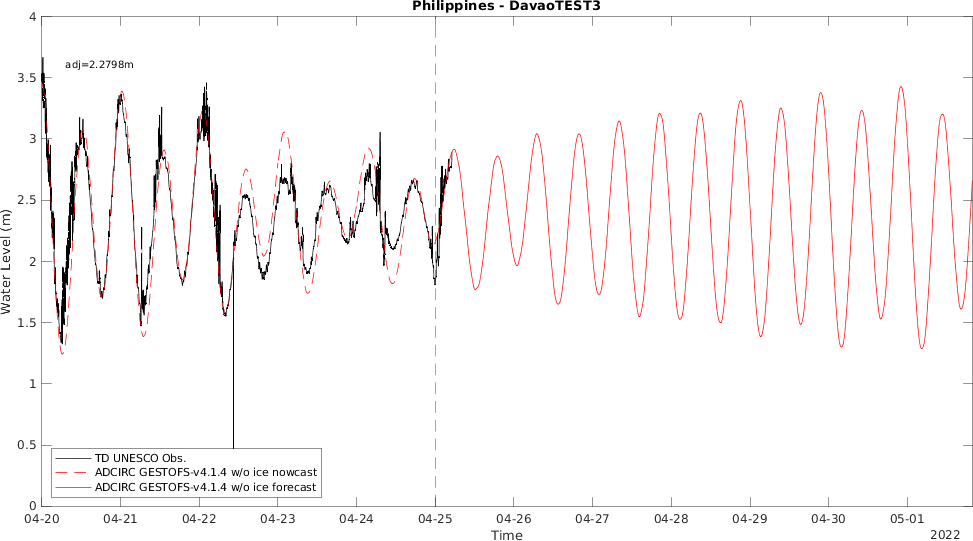 Philippines - DavaoTEST3
adj=2.2798m
4
3.5
3
2.5
2
1.5
1
0.5
0
Water Level (m)
TD UNESCO Obs.
ADCIRC GESTOFS-v4.1.4 w/o ice nowcast
ADCIRC GESTOFS-v4.1.4 w/o ice forecast
04-20 04-21 04-22 04-23 04-24 04-25 04-26 04-27 04-28 04-29 04-30 05-01
Time
2022